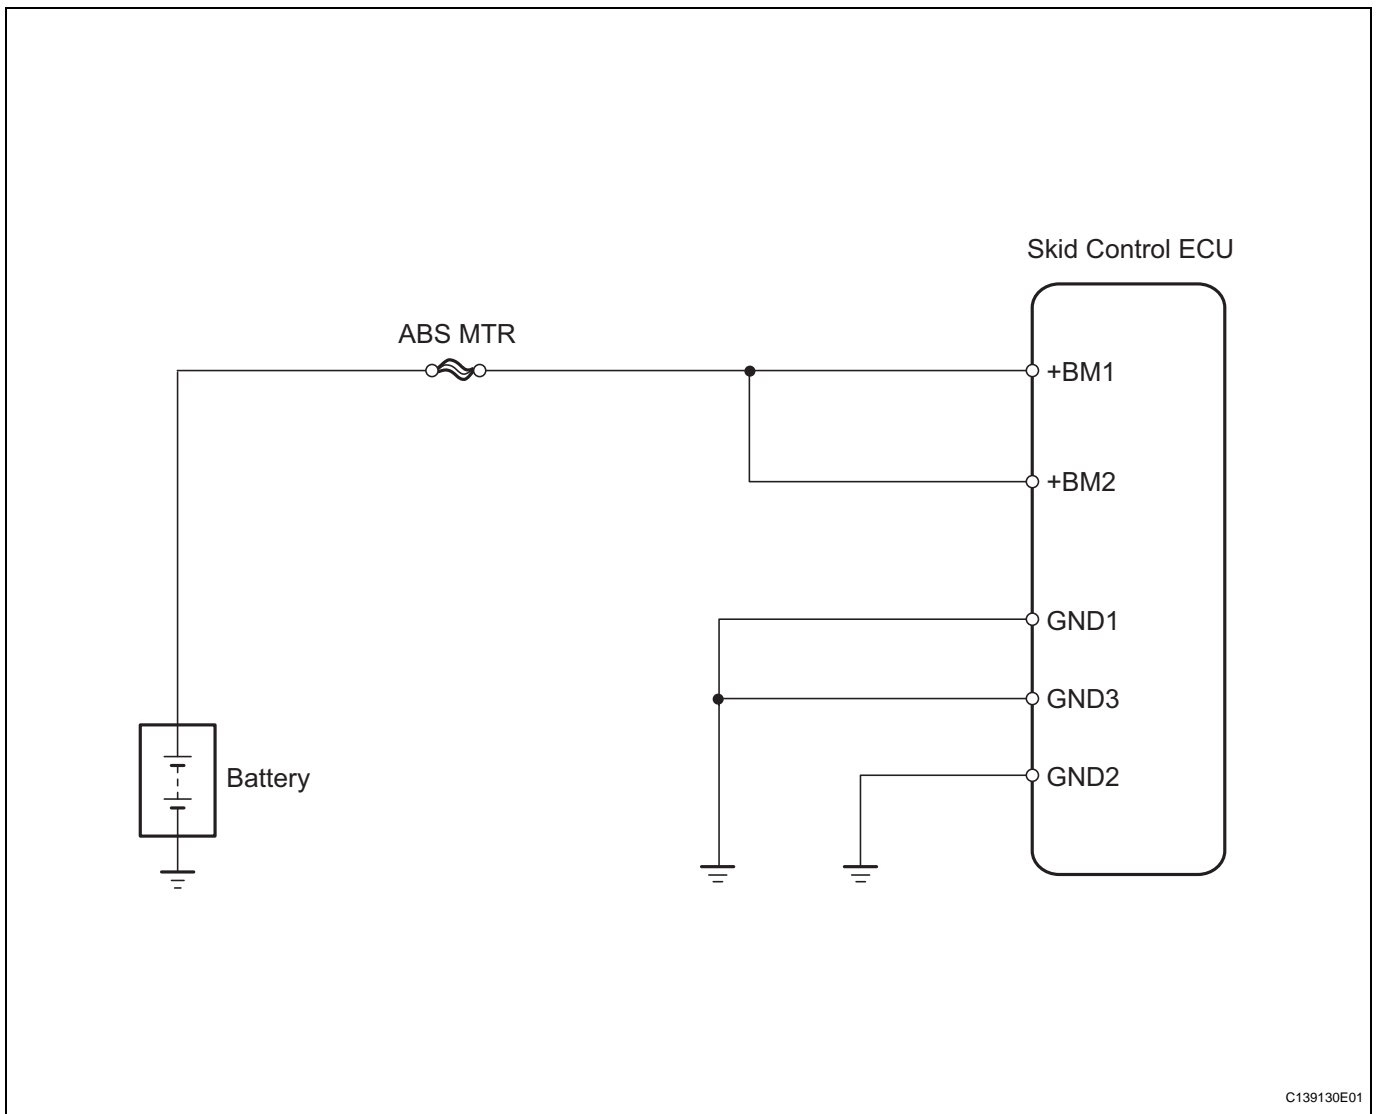 Skid Control ECU
ABS MTR
+BM1
+BM2
GND1
GND3
GND2
Battery
C139130E01